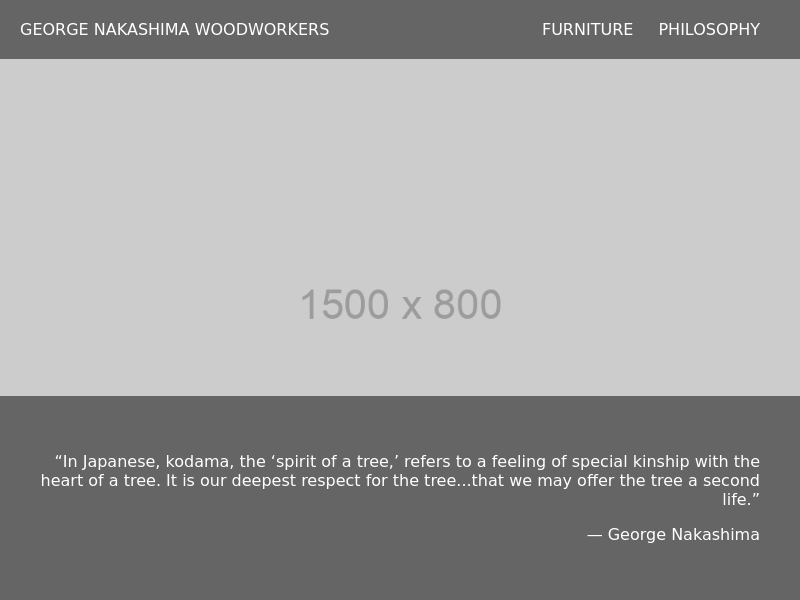 GEORGE NAKASHIMA WOODWORKERS
FURNITURE PHILOSOPHY
1500 x 800
“In Japanese, kodama, the ‘spirit of a tree,’ refers to a feeling of special kinship with the
heart of a tree. It is our deepest respect for the tree…that we may offer the tree a second
life.”
— George Nakashima